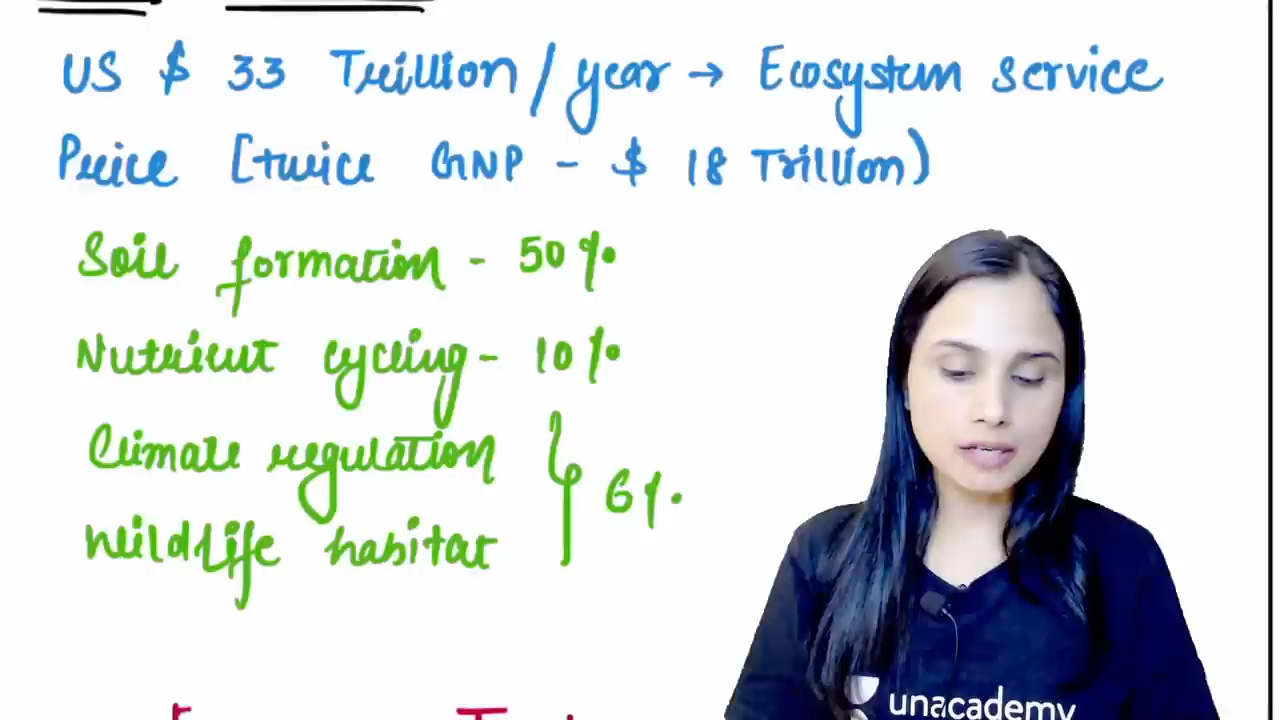 US $ 33 Trillion / year → Ecosystem service
Price [twice GNP - $ 18 Trillion)
Soil formation - 50%
Nutrient cycling - 10%
Climate regulation
Wildlife habitat } 6%
unacademy